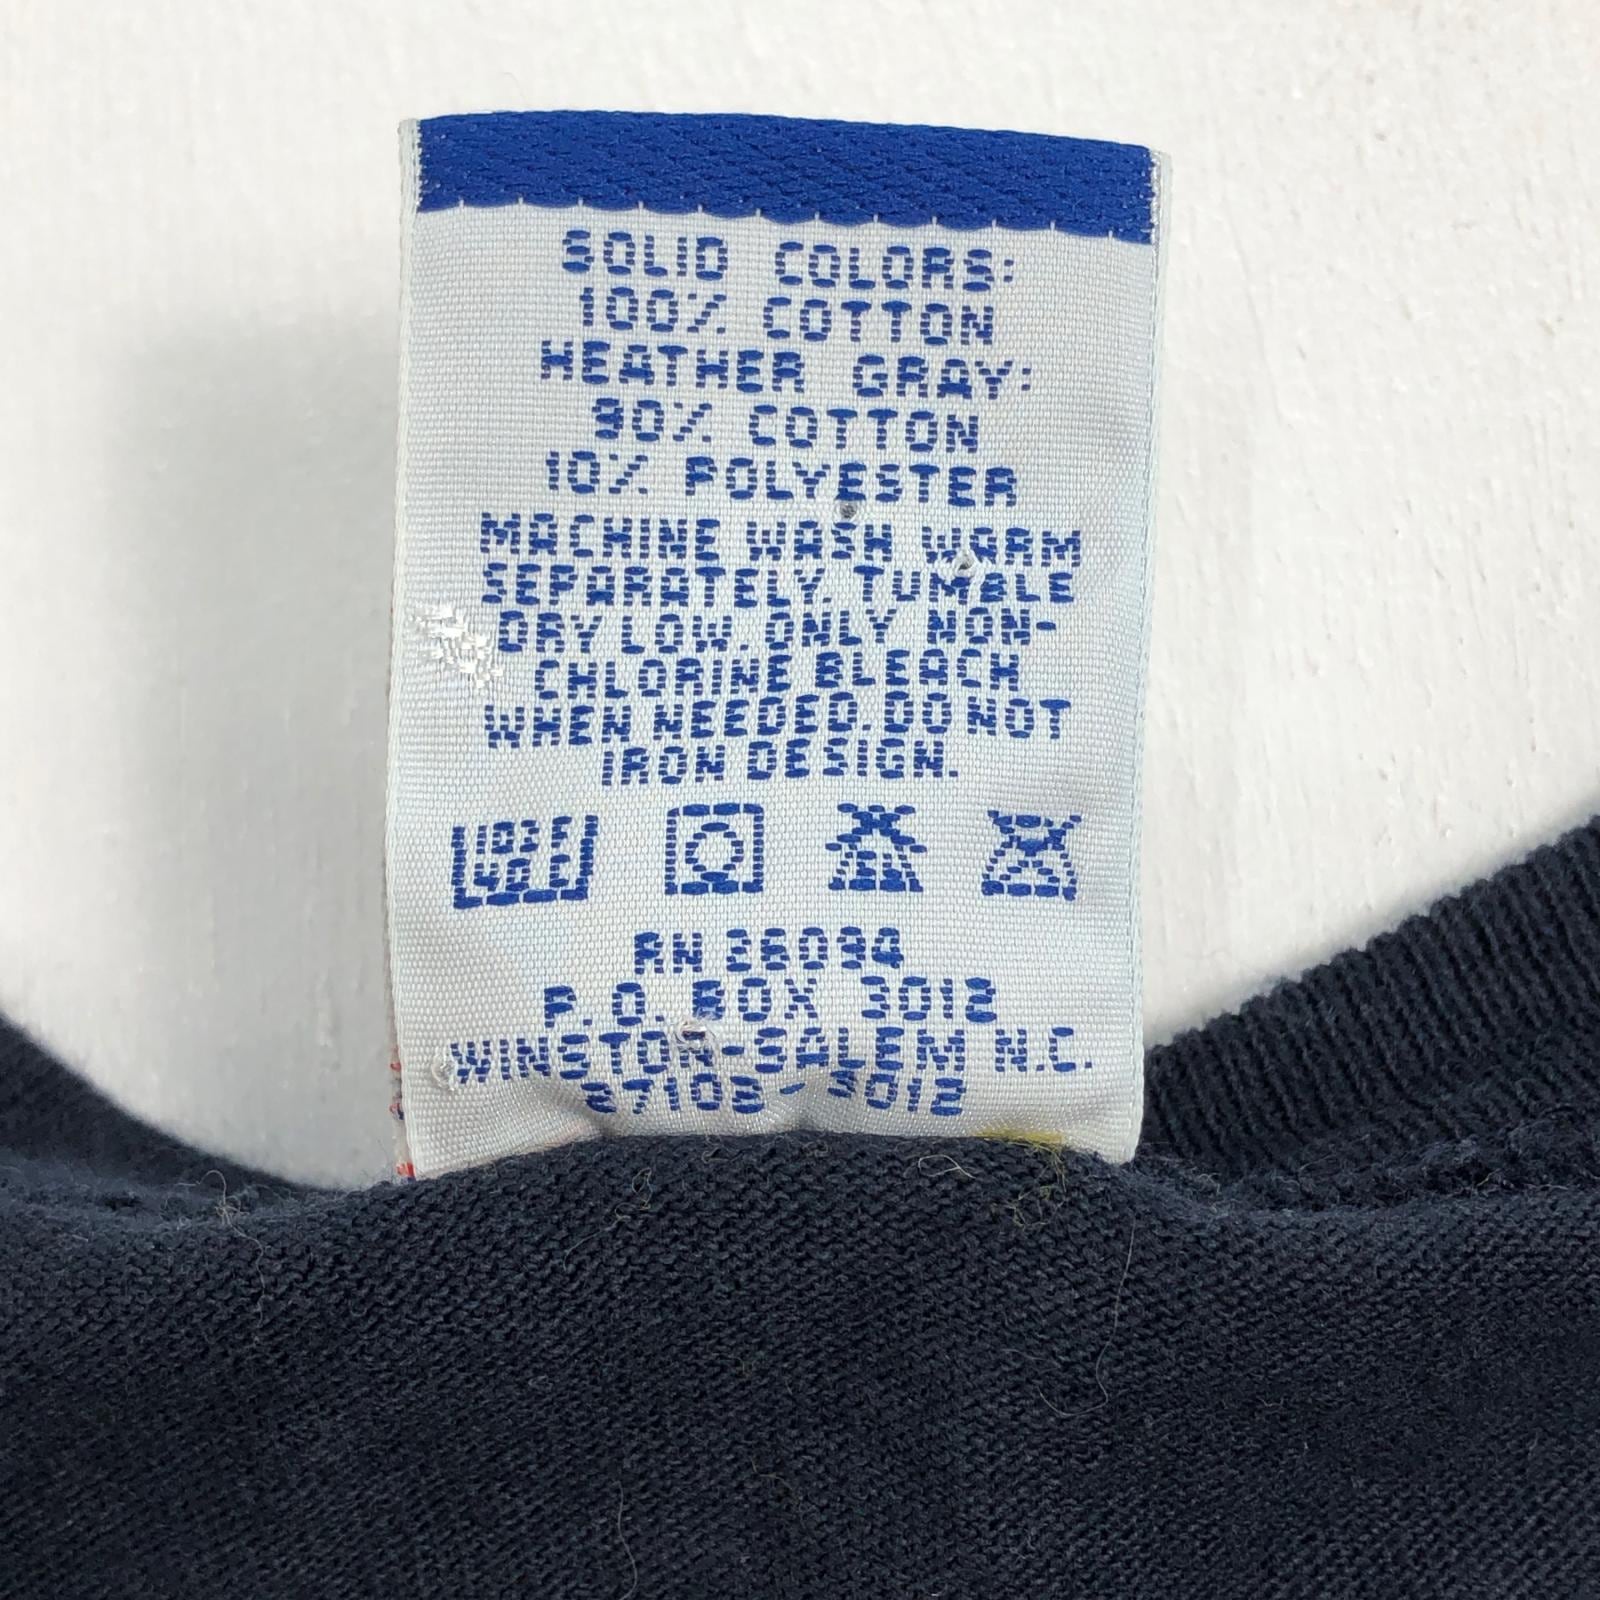 SOLID COLORS:
100% COTTON
HEATHER GRAY:
90% COTTON
10% POLYESTER
MACHINE WASH WARM
SEPARATELY. TUMBLE
DRY LOW. ONLY NON-
CHLORINE BLEACH
WHEN NEEDED. DO NOT
IRON DESIGN.
RN 26094
P.O. BOX 3012
WINSTON-SALEM N.C.
27102-3012